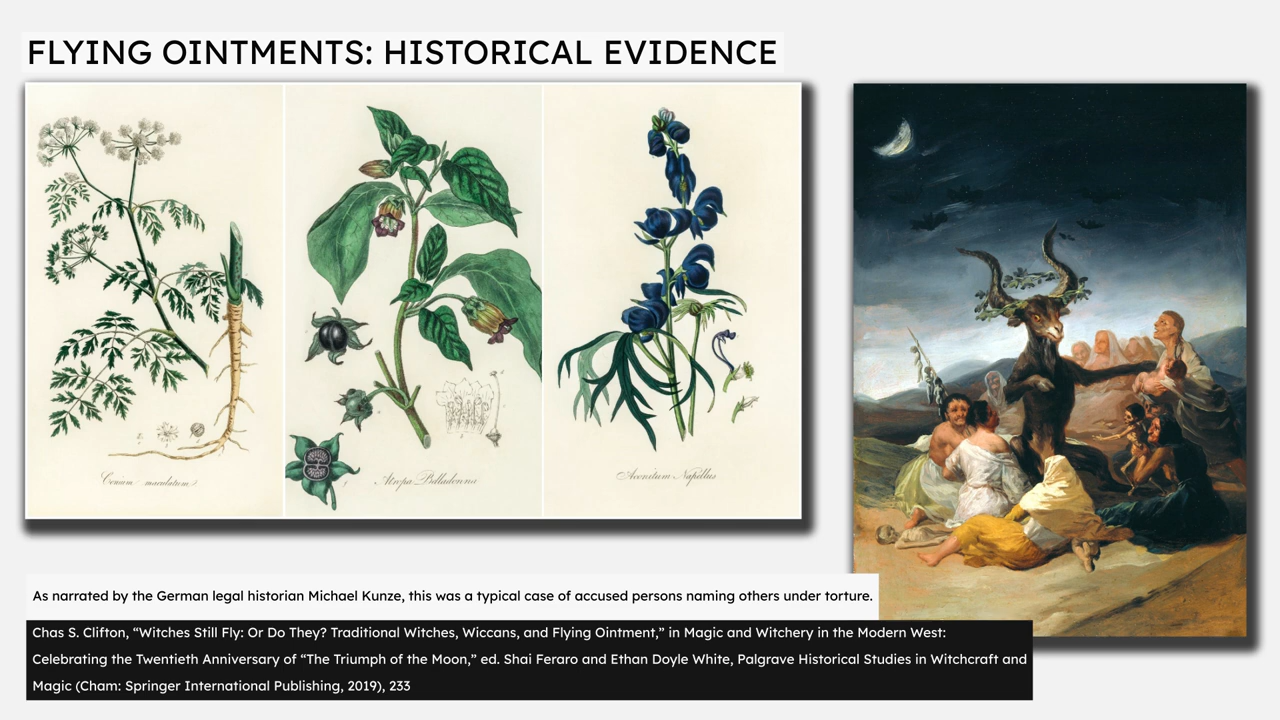 FLYING OINTMENTS: HISTORICAL EVIDENCE
Conium maculatum
Atropa Belladonna
Aconitum Napellus
As narrated by the German legal historian Michael Kunze, this was a typical case of accused persons naming others under torture.
Chas S. Clifton, “Witches Still Fly: Or Do They? Traditional Witches, Wiccans, and Flying Ointment,” in Magic and Witchery in the Modern West:
Celebrating the Twentieth Anniversary of “The Triumph of the Moon,” ed. Shai Feraro and Ethan Doyle White, Palgrave Historical Studies in Witchcraft and
Magic (Cham: Springer International Publishing, 2019), 233